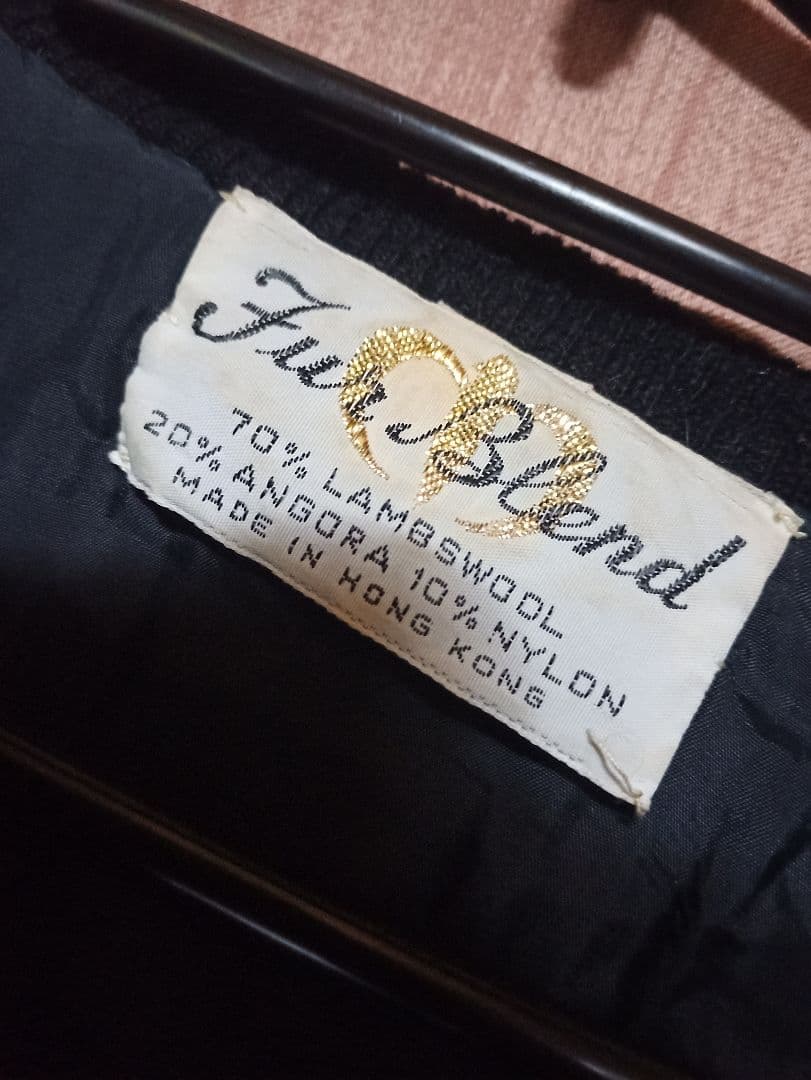 Fur Blend
70% LAMBSWOOL
20% ANGORA 10% NYLON
MADE IN HONG KONG